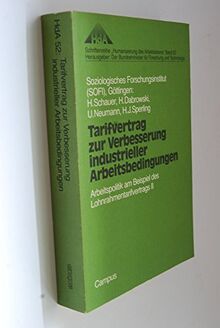 HdA 52:
Tarifvertrag zur Verbesserung
industrieller Arbeitsbedingungen
campus
HdA
Schriftenreihe „Humanisierung des Arbeitslebens“ Band 52
Herausgeber: Der Bundesminister für Forschung und Technologie
Soziologisches Forschungsinstitut
(SOFI), Göttingen:
H.Schauer, H.Dabrowski,
U.Neumann, H.J.Sperling
Tarifvertrag
zur Verbesserung
industrieller
Arbeitsbedingungen
Arbeitspolitik am Beispiel des
Lohnrahmentarifvertrags II
Campus